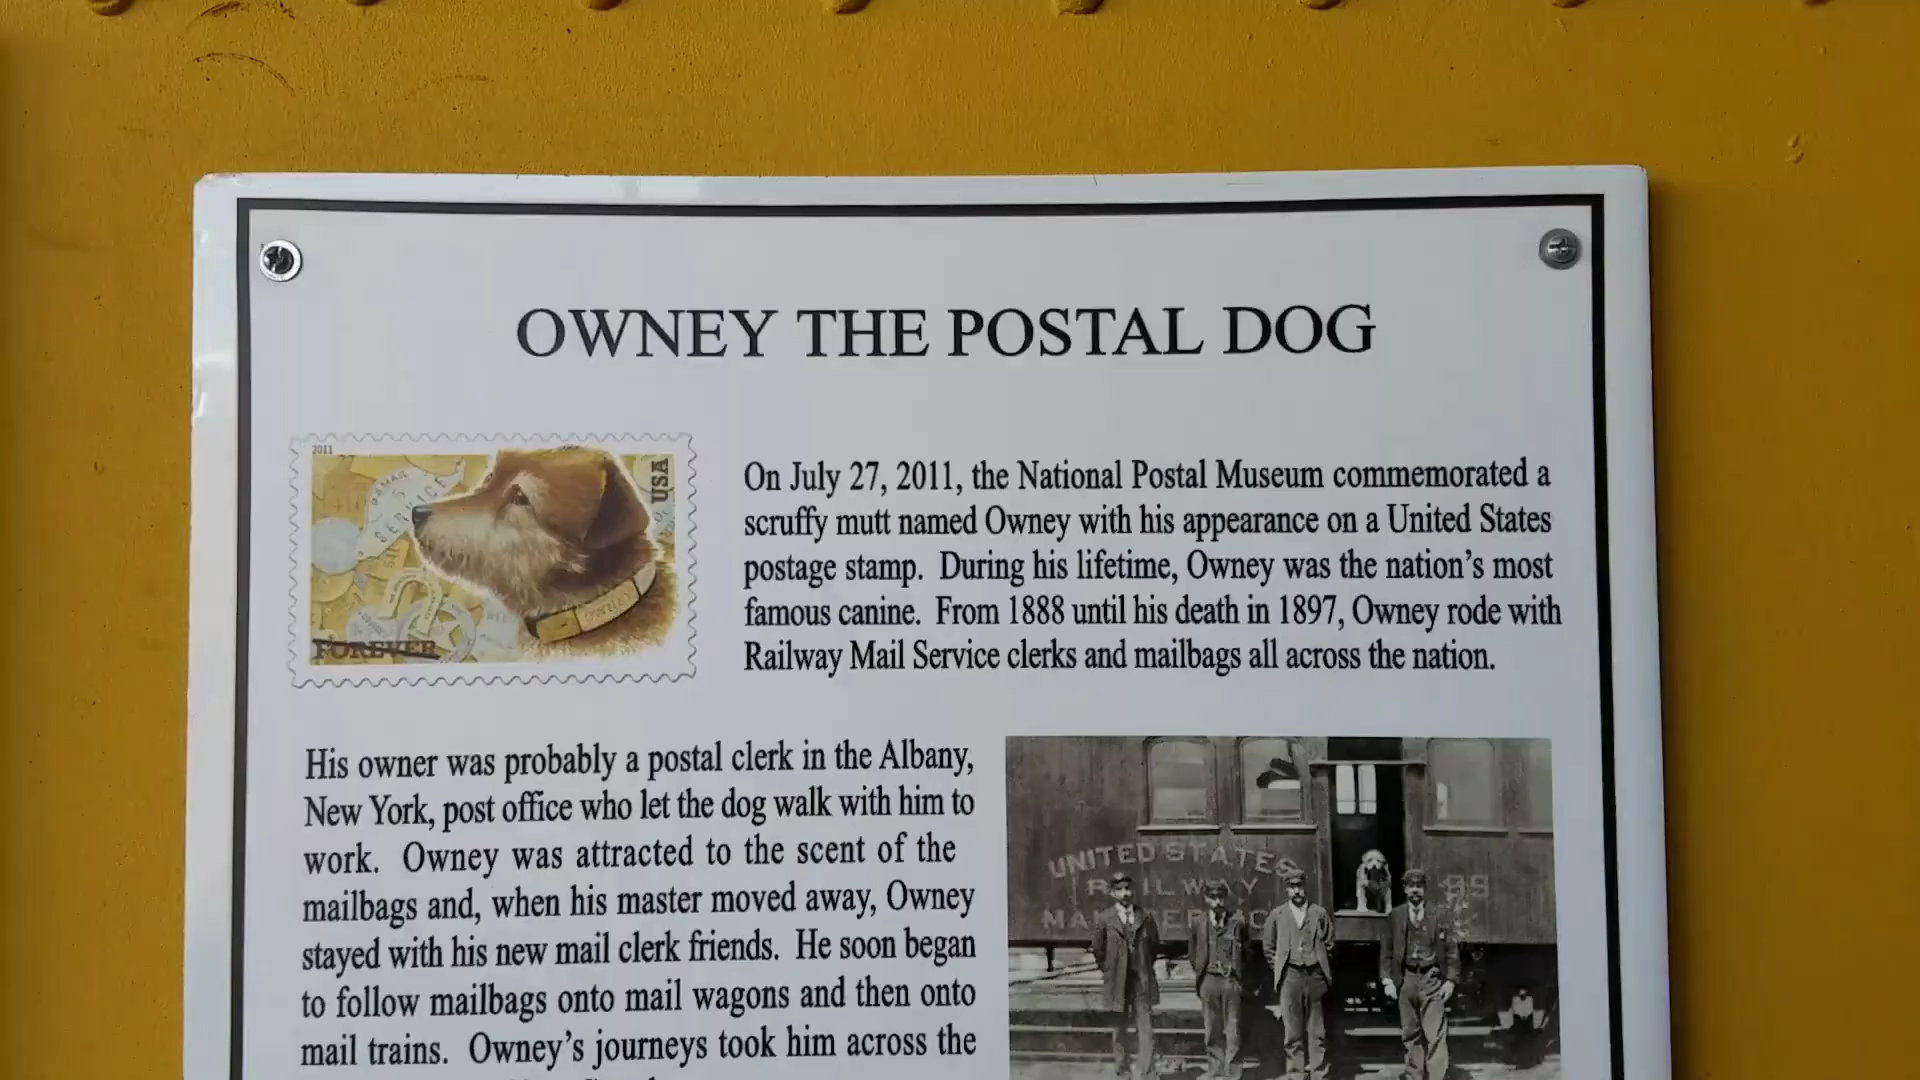 OWNEY THE POSTAL DOG
2011
USA
SERVICE
OWNEY
FOREVER
On July 27, 2011, the National Postal Museum commemorated a
scruffy mutt named Owney with his appearance on a United States
postage stamp. During his lifetime, Owney was the nation's most
famous canine. From 1888 until his death in 1897, Owney rode with
Railway Mail Service clerks and mailbags all across the nation.
His owner was probably a postal clerk in the Albany,
New York, post office who let the dog walk with him to
work. Owney was attracted to the scent of the
mailbags and, when his master moved away, Owney
stayed with his new mail clerk friends. He soon began
to follow mailbags onto mail wagons and then onto
mail trains. Owney's journeys took him across the
UNITED STATES